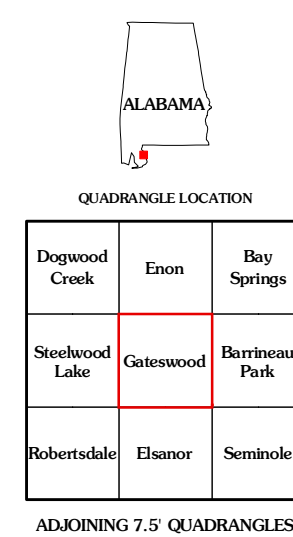 ALABAMA
QUADRANGLE LOCATION
Dogwood
Creek
Enon
Bay
Springs
Steelwood
Lake
Gateswood
Barrineau
Park
Robertsdale
Elsanor
Seminole
ADJOINING 7.5' QUADRANGLES